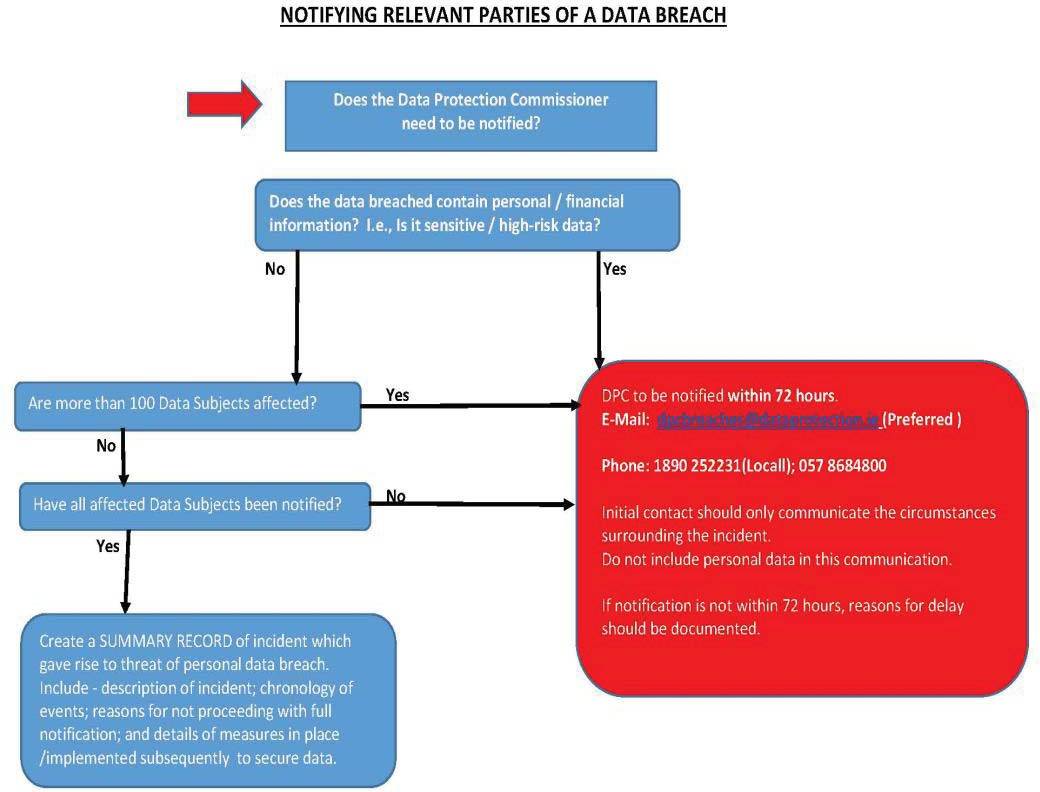 NOTIFYING RELEVANT PARTIES OF A DATA BREACH
Does the Data Protection Commissioner
need to be notified?
Does the data breached contain personal / financial
information?  I.e., Is it sensitive / high-risk data?
No
Yes
Are more than 100 Data Subjects affected?
Yes
No
Have all affected Data Subjects been notified?
No
Yes
Create a SUMMARY RECORD of incident which
gave rise to threat of personal data breach.
Include - description of incident; chronology of
events; reasons for not proceeding with full
notification; and details of measures in place
/implemented subsequently  to secure data.
DPC to be notified within 72 hours.
E-Mail:  dpcbreaches@dataprotection.ie (Preferred )
Phone: 1890 252231(Locall); 057 8684800
Initial contact should only communicate the circumstances
surrounding the incident.
Do not include personal data in this communication.
If notification is not within 72 hours, reasons for delay
should be documented.